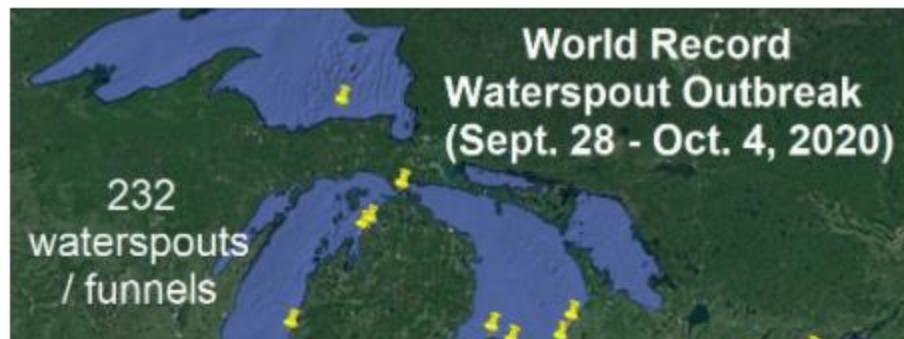 World Record
Waterspout Outbreak
(Sept. 28 - Oct. 4, 2020)
232
waterspouts
/ funnels